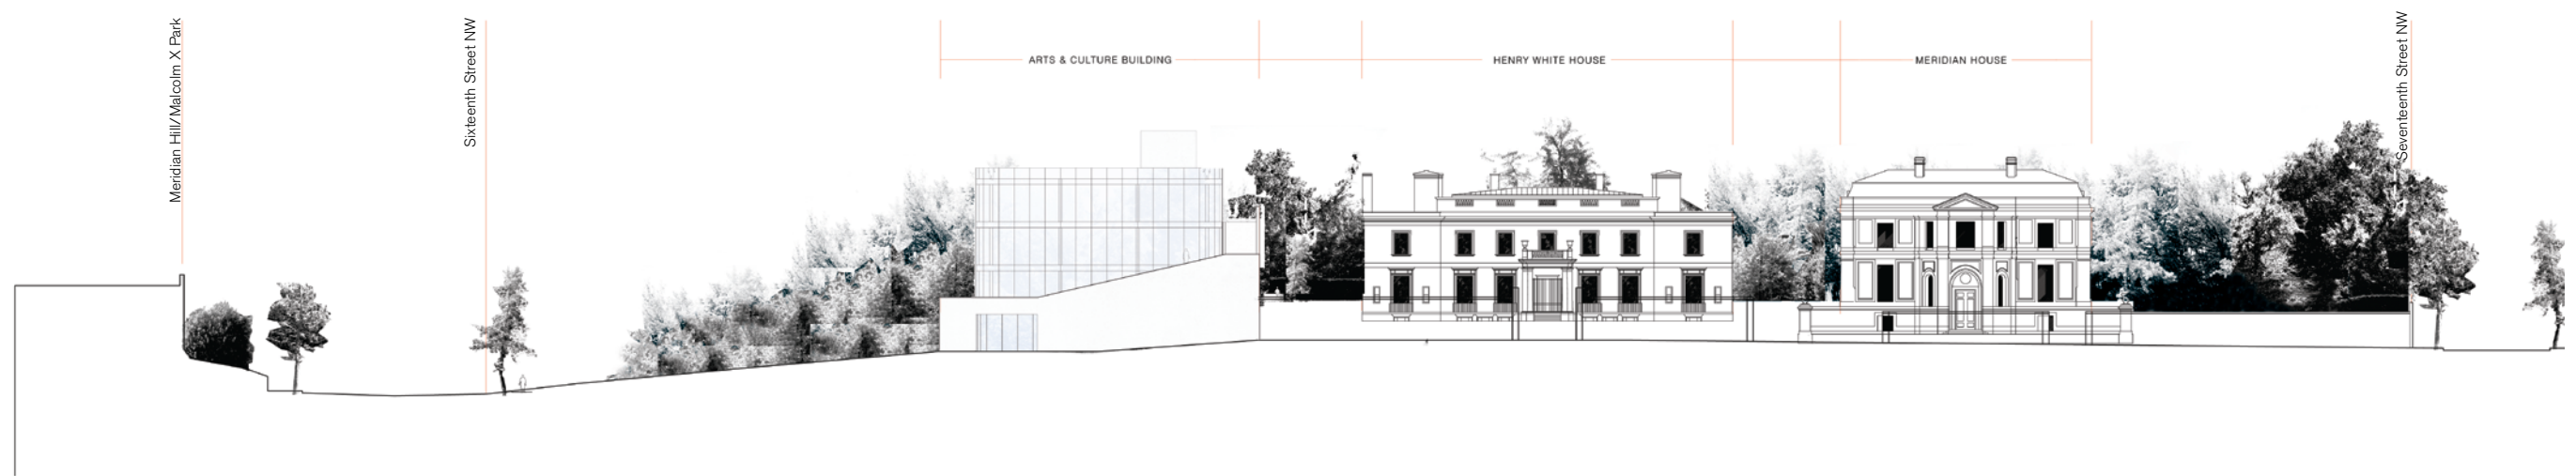 Meridian Hill/Malcolm X Park
Sixteenth Street NW
ARTS & CULTURE BUILDING
HENRY WHITE HOUSE
MERIDIAN HOUSE
Seventeenth Street NW